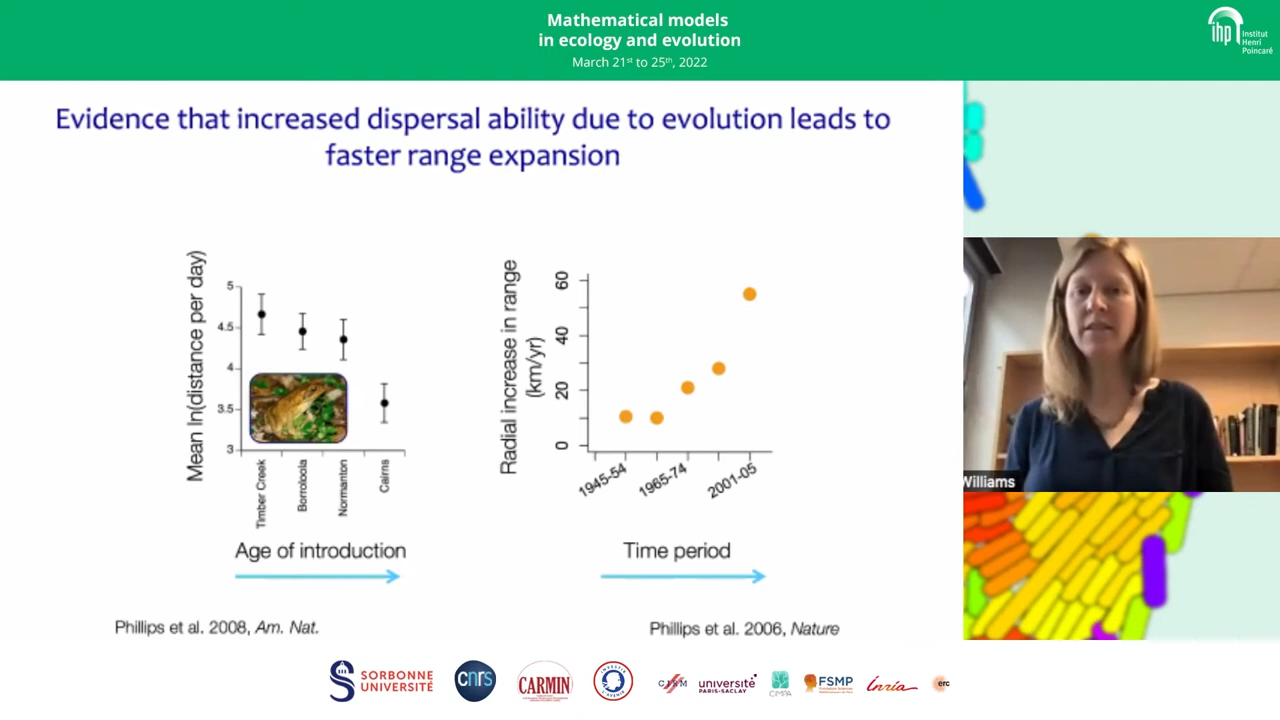 Mathematical models
in ecology and evolution
March 21st to 25th, 2022
ihp
Institut
Henri
Poincaré
Evidence that increased dispersal ability due to evolution leads to
faster range expansion
Mean ln(distance per day)
5
4.5
4
3.5
3
Timber Creek
Borroloola
Normanton
Cairns
Age of introduction
Phillips et al. 2008, Am. Nat.
Radial increase in range
(km/yr)
60
40
20
0
1945-54
1965-74
2001-05
Time period
Phillips et al. 2006, Nature
Williams
SORBONNE
UNIVERSITÉ
cnrs
CARMIN
université
PARIS-SACLAY
CIMPA
FSMP
Inria
erc